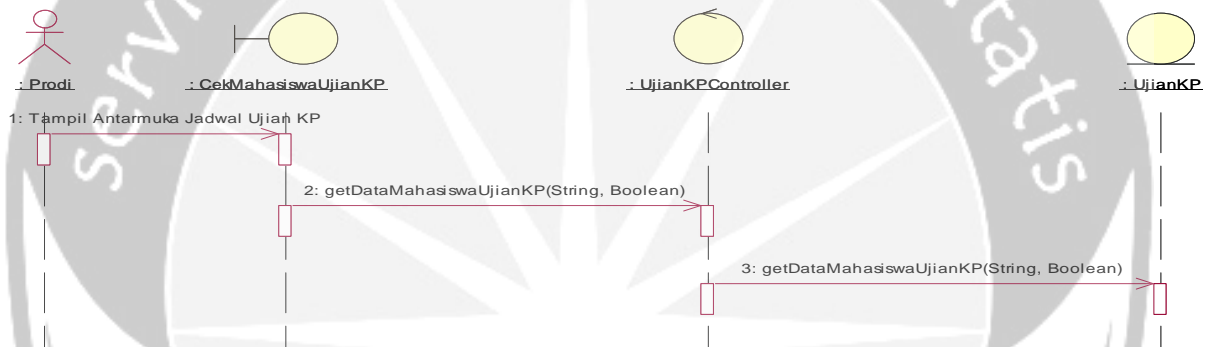 : Prodi
: CekMahasiswaUjianKP
: UjianKPController
: UjianKP
1: Tampil Antarmuka Jadwal Ujian KP
2: getDataMahasiswaUjianKP(String, Boolean)
3: getDataMahasiswaUjianKP(String, Boolean)